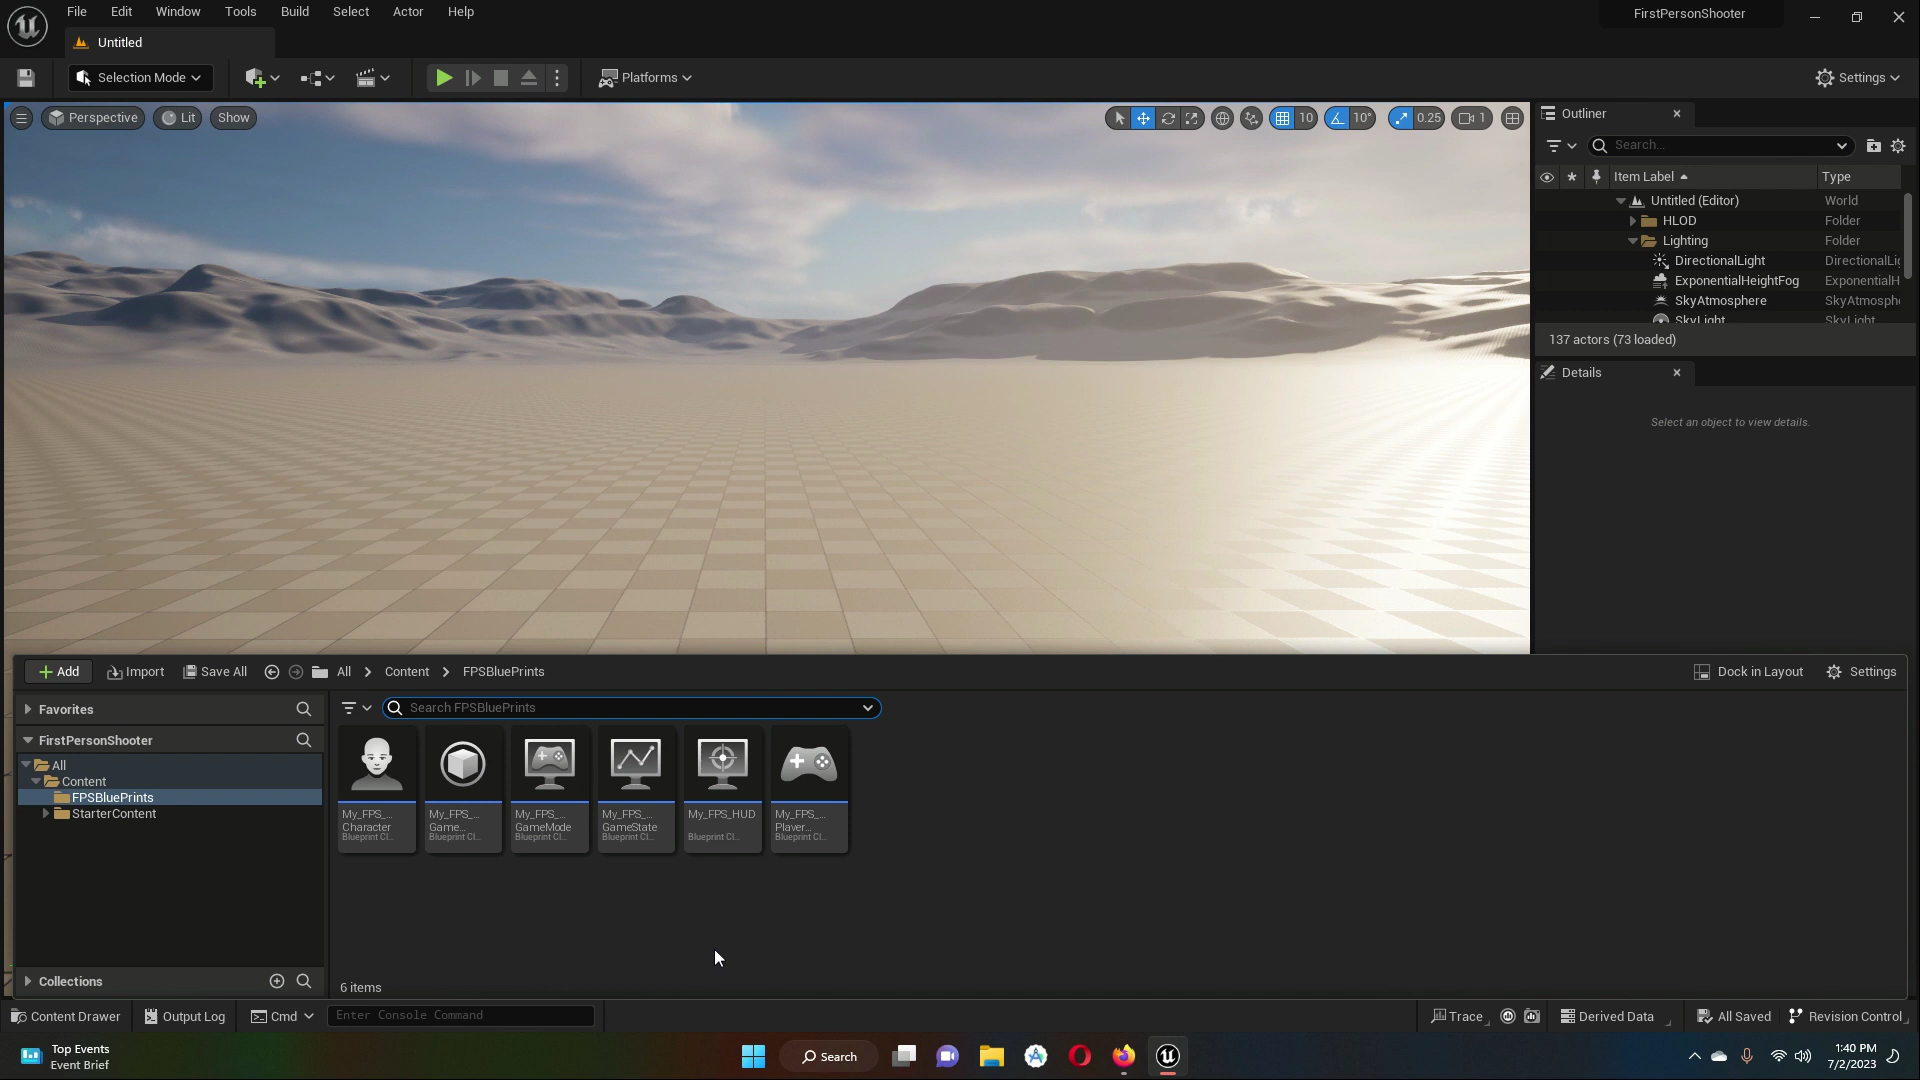 File Edit Window Tools Build Select Actor Help
FirstPersonShooter
Untitled
Selection Mode
Platforms
Settings
Perspective
Lit
Show
10
10°
0.25
1
Outliner
Search...
Item Label
Type
Untitled (Editor) World
HLOD Folder
Lighting Folder
DirectionalLight DirectionalLig
ExponentialHeightFog ExponentialH
SkyAtmosphere SkyAtmosph
SkyLight SkyLight
137 actors (73 loaded)
Details
Select an object to view details.
Add
Import
Save All
All
Content
FPSBluePrints
Dock in Layout
Settings
Favorites
FirstPersonShooter
All
Content
FPSBluePrints
StarterContent
Collections
Search FPSBluePrints
My_FPS_...
Character
Blueprint Cl...
My_FPS_...
Game...
Blueprint Cl...
My_FPS_...
GameMode
Blueprint Cl...
My_FPS_...
GameState
Blueprint Cl...
My_FPS_HUD
Blueprint Cl...
My_FPS_...
Player...
Blueprint Cl...
6 items
Content Drawer
Output Log
Cmd
Enter Console Command
Trace
Derived Data
All Saved
Revision Control
Top Events
Event Brief
Search
1:40 PM
7/2/2023